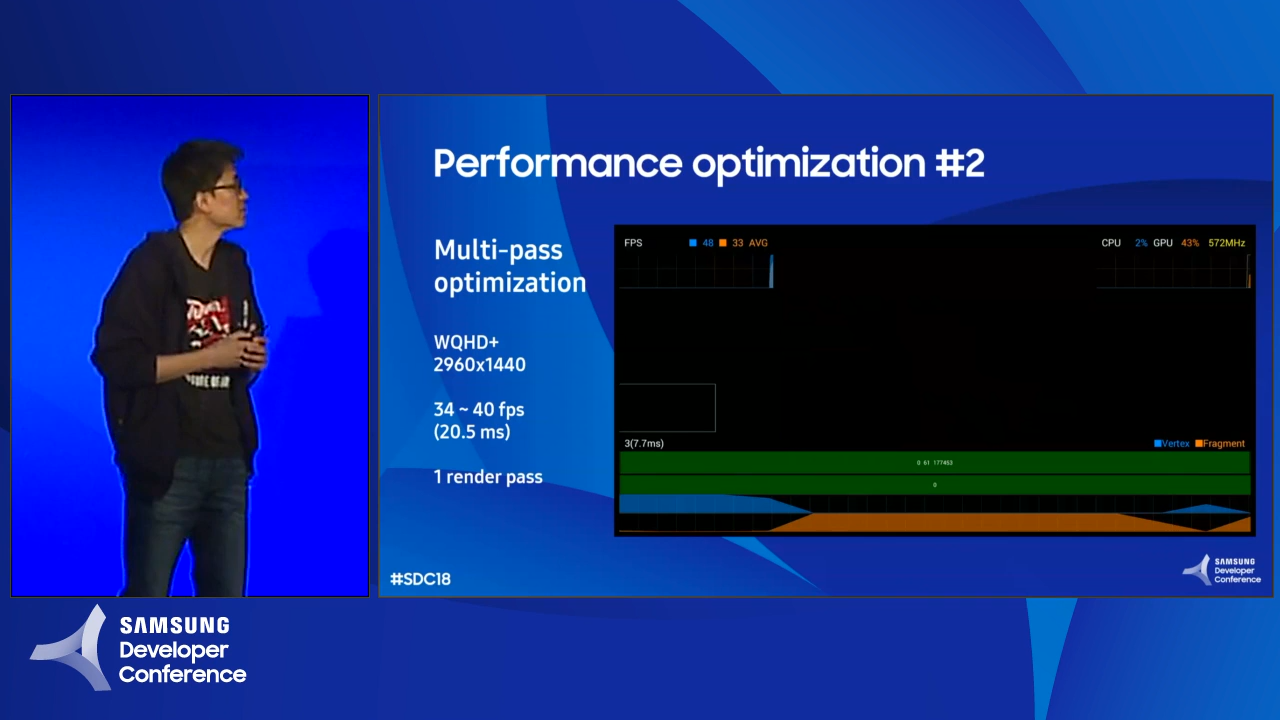 Performance optimization #2
Multi-pass
optimization
WQHD+
2960x1440
34 ~ 40 fps
(20.5 ms)
1 render pass
FPS 48 33 AVG
CPU 2% GPU 43% 572MHz
3(7.7ms)
Vertex Fragment
0 61 177463
0
#SDC18
SAMSUNG
Developer
Conference
SAMSUNG
Developer
Conference